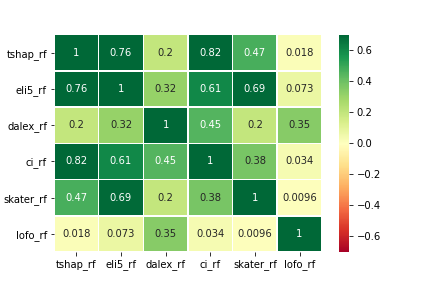 tshap_rf 1 0.76 0.2 0.82 0.47 0.018
eli5_rf 0.76 1 0.32 0.61 0.69 0.073
dalex_rf 0.2 0.32 1 0.45 0.2 0.35
ci_rf 0.82 0.61 0.45 1 0.38 0.034
skater_rf 0.47 0.69 0.2 0.38 1 0.0096
lofo_rf 0.018 0.073 0.35 0.034 0.0096 1
tshap_rf eli5_rf dalex_rf ci_rf skater_rf lofo_rf
0.6
0.4
0.2
0.0
−0.2
−0.4
−0.6